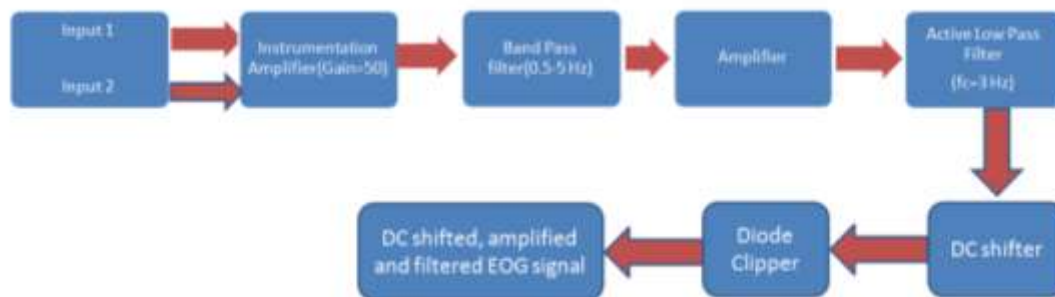 Input 1
Input 2
Instrumentation
Amplifier(Gain=50)
Band Pass
filter(0.5-5 Hz)
Amplifier
Active Low Pass
Filter
(fc=3 Hz)
DC shifter
Diode
Clipper
DC shifted, amplified
and filtered EOG signal